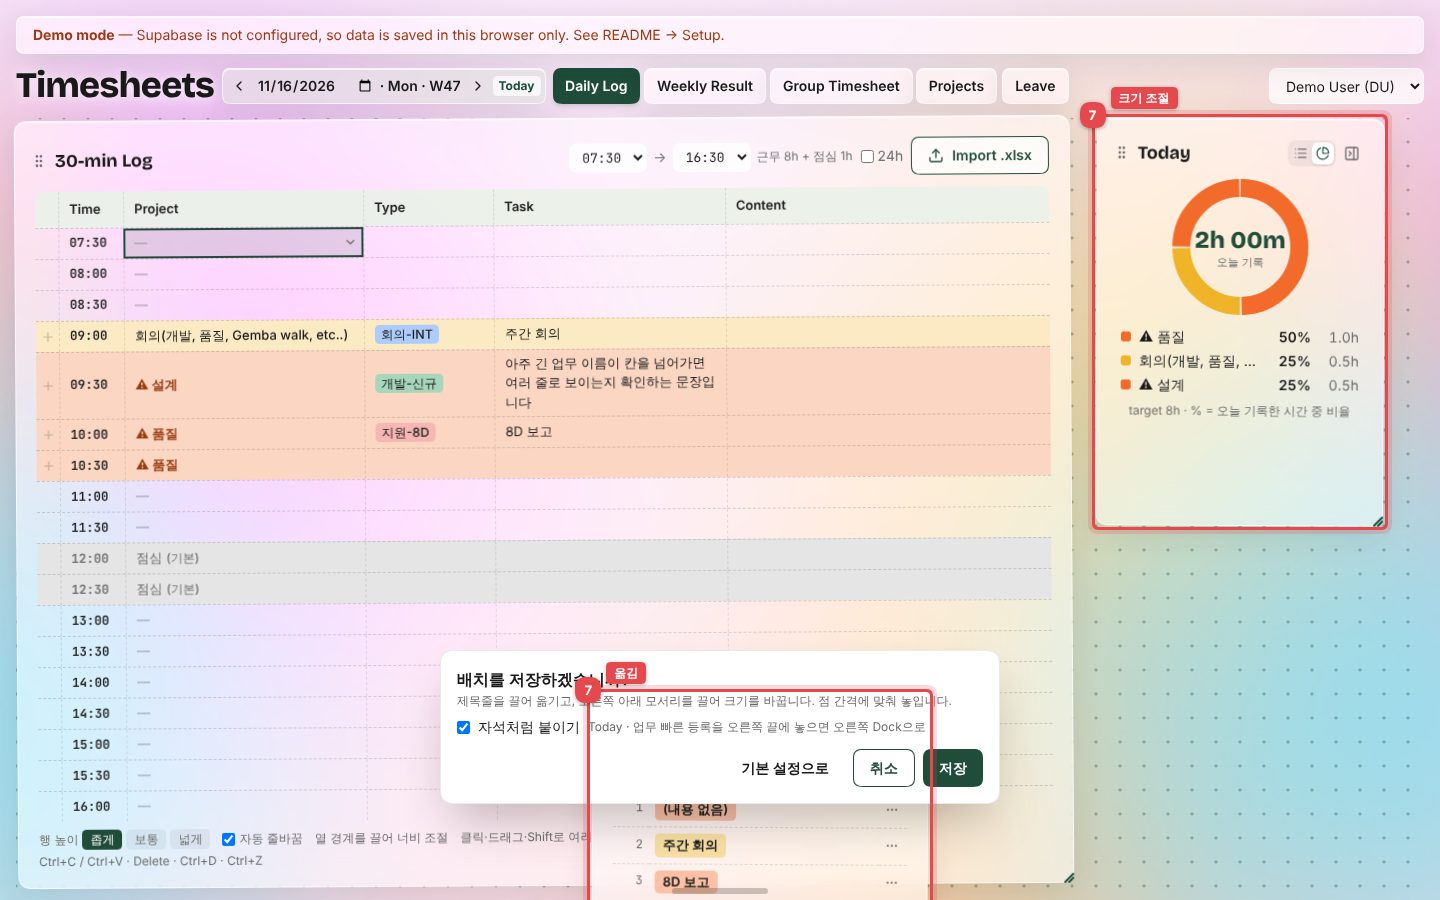 Demo mode — Supabase is not configured, so data is saved in this browser only. See README → Setup.
Timesheets
11/16/2026 · Mon · W47 Today
Daily Log
Weekly Result
Group Timesheet
Projects
Leave
Demo User (DU)
30-min Log
07:30 → 16:30 근무 8h + 점심 1h 24h Import .xlsx
Time Project Type Task Content
07:30 —
08:00 —
08:30 —
+ 09:00 회의(개발, 품질, Gemba walk, etc..) 회의-INT 주간 회의
+ 09:30 설계 개발-신규 아주 긴 업무 이름이 칸을 넘어가면
여러 줄로 보이는지 확인하는 문장입
니다
+ 10:00 품질 지원-8D 8D 보고
+ 10:30 품질
11:00 —
11:30 —
12:00 점심 (기본)
12:30 점심 (기본)
13:00 —
13:30 —
14:00 —
14:30 —
15:00 —
15:30 —
16:00 —
행 높이 좁게 보통 넓게 자동 줄바꿈 열 경계를 끌어 너비 조절 클릭·드래그·Shift로
Ctrl+C / Ctrl+V · Delete · Ctrl+D · Ctrl+Z
7 크기 조절
Today
2h 00m
오늘 기록
품질 50% 1.0h
회의(개발, 품질, ... 25% 0.5h
설계 25% 0.5h
target 8h · % = 오늘 기록한 시간 중 비율
7 옮김
배치를
제목줄을 끌어 옮기고, 아래 모서리를 끌어 크기를 바꿉니다. 점 간격에 맞춰 놓입니다.
자석처럼 붙이기 Today · 업무 빠른 등록을 오른쪽 끝에 놓으면 오른쪽 Dock으로
기본 설정으로
취소
저장
1 (내용 없음) ...
2 주간 회의 ...
3 8D 보고 ...